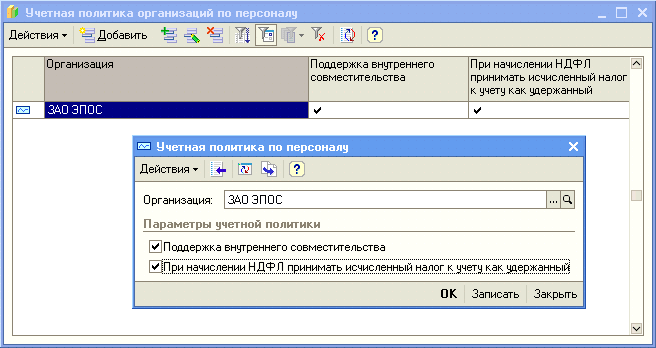 Учетная политика организаций по персоналу
Действия Добавить ?
Организация
Поддержка внутреннего совместительства
При начислении НДФЛ принимать исчисленный налог к учету как удержанный
ЗАО ЭПОС
Учетная политика по персоналу
Действия ?
Организация: ЗАО ЭПОС ...
Параметры учетной политики
Поддержка внутреннего совместительства
При начислении НДФЛ принимать исчисленный налог к учету как удержанный
OK Записать Закрыть